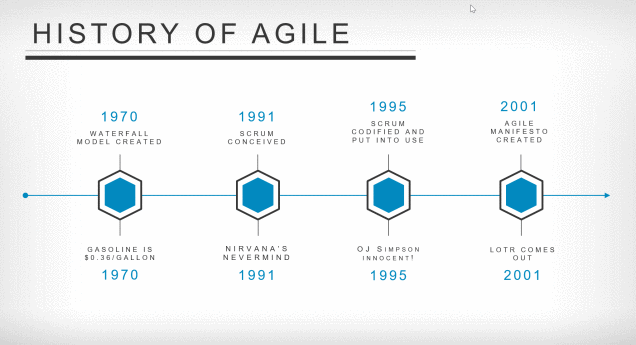 HISTORY OF AGILE
1970
WATERFALL
MODEL CREATED
1991
SCRUM
CONCEIVED
1995
SCRUM
CODIFIED AND
PUT INTO USE
2001
AGILE
MANIFESTO
CREATED
GASOLINE IS
$0.36/GALLON
1970
NIRVANA'S
NEVERMIND
1991
OJ SIMPSON
INNOCENT!
1995
LOTR COMES
OUT
2001